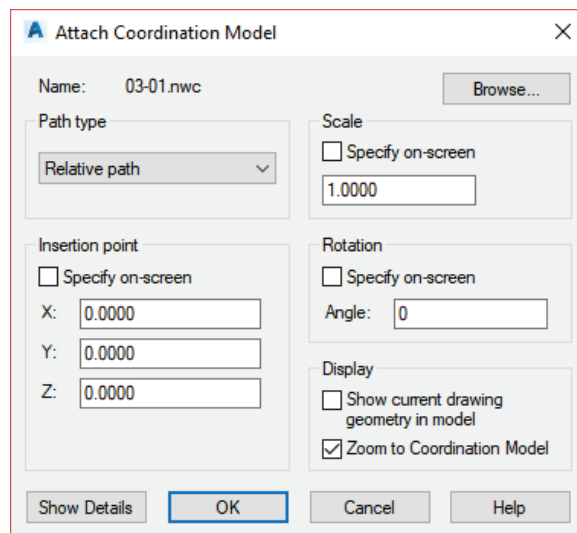 Attach Coordination Model
Name: 03-01.nwc
Browse...
Path type
Relative path
Scale
Specify on-screen
1.0000
Insertion point
Specify on-screen
X: 0.0000
Y: 0.0000
Z: 0.0000
Rotation
Specify on-screen
Angle: 0
Display
Show current drawing
geometry in model
Zoom to Coordination Model
Show Details
OK
Cancel
Help